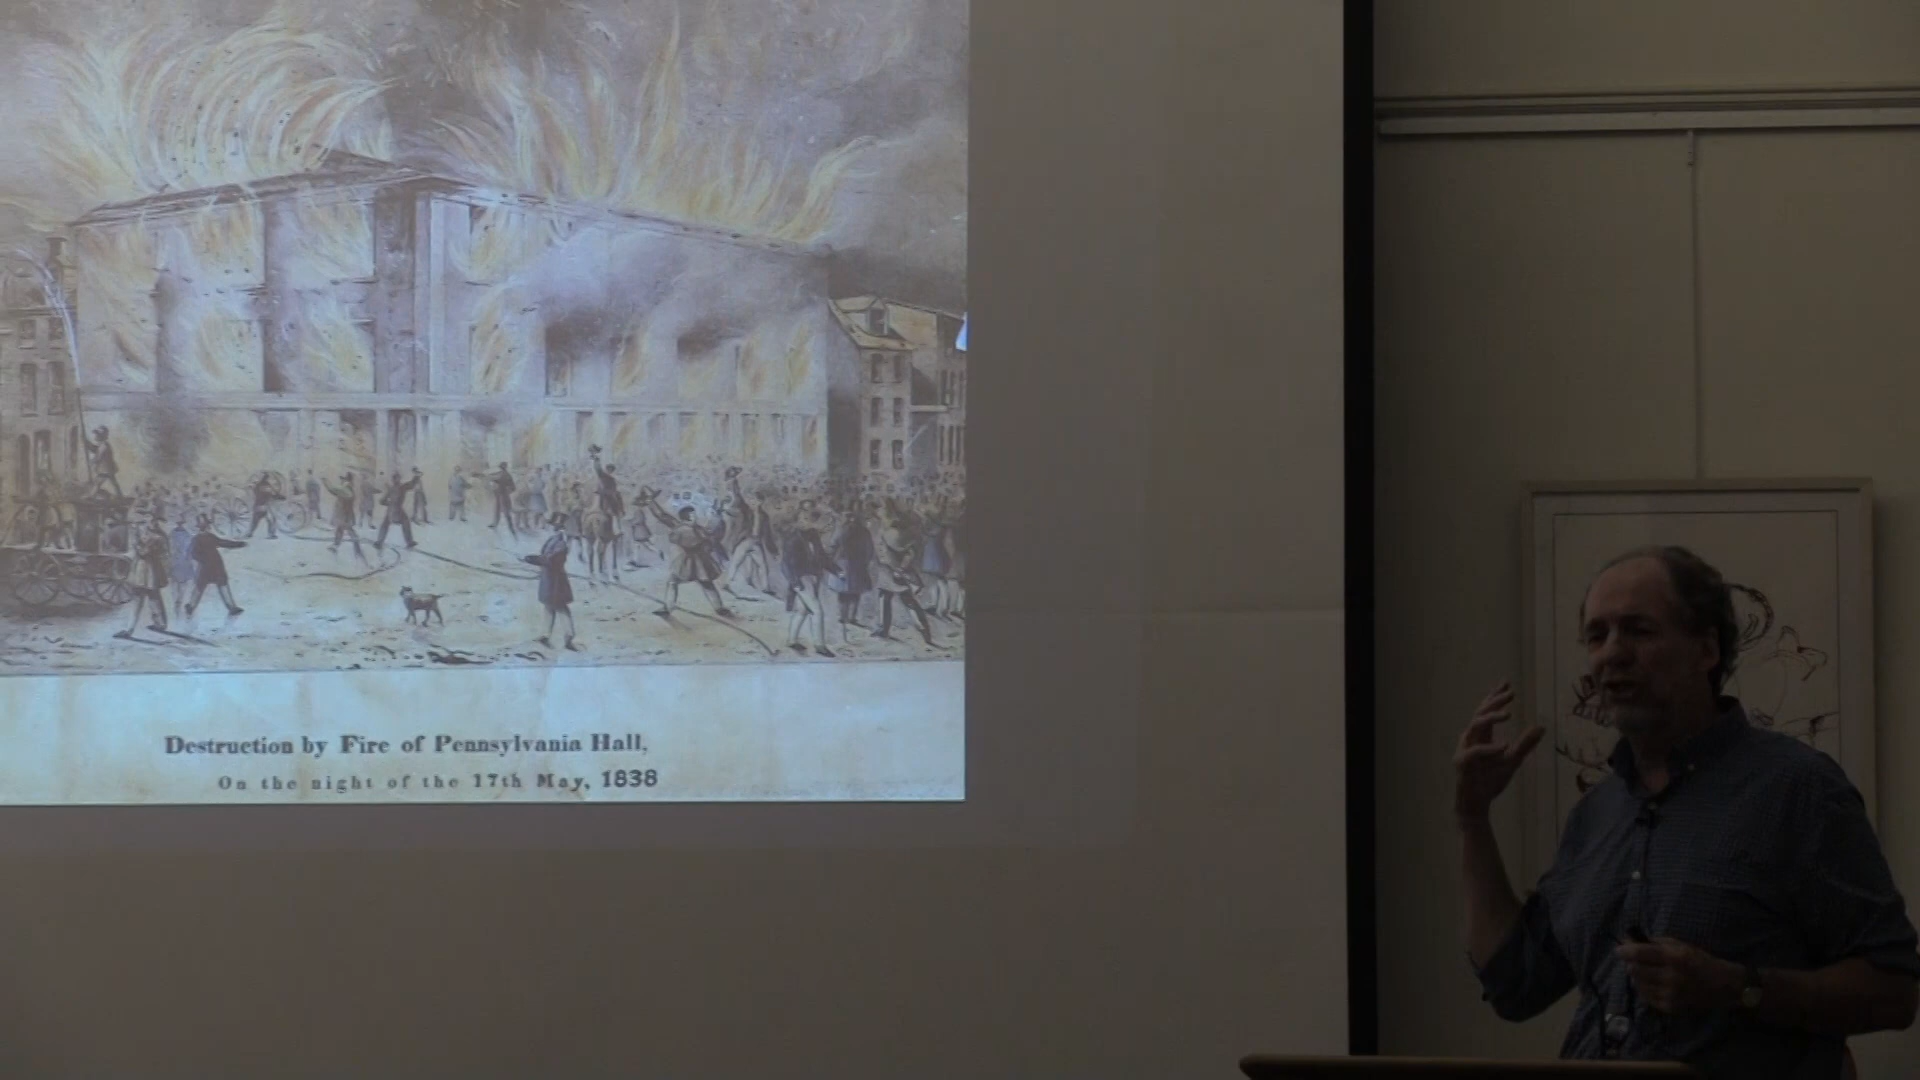 Destruction by Fire of Pennsylvania Hall,
On the night of the 17th May, 1838